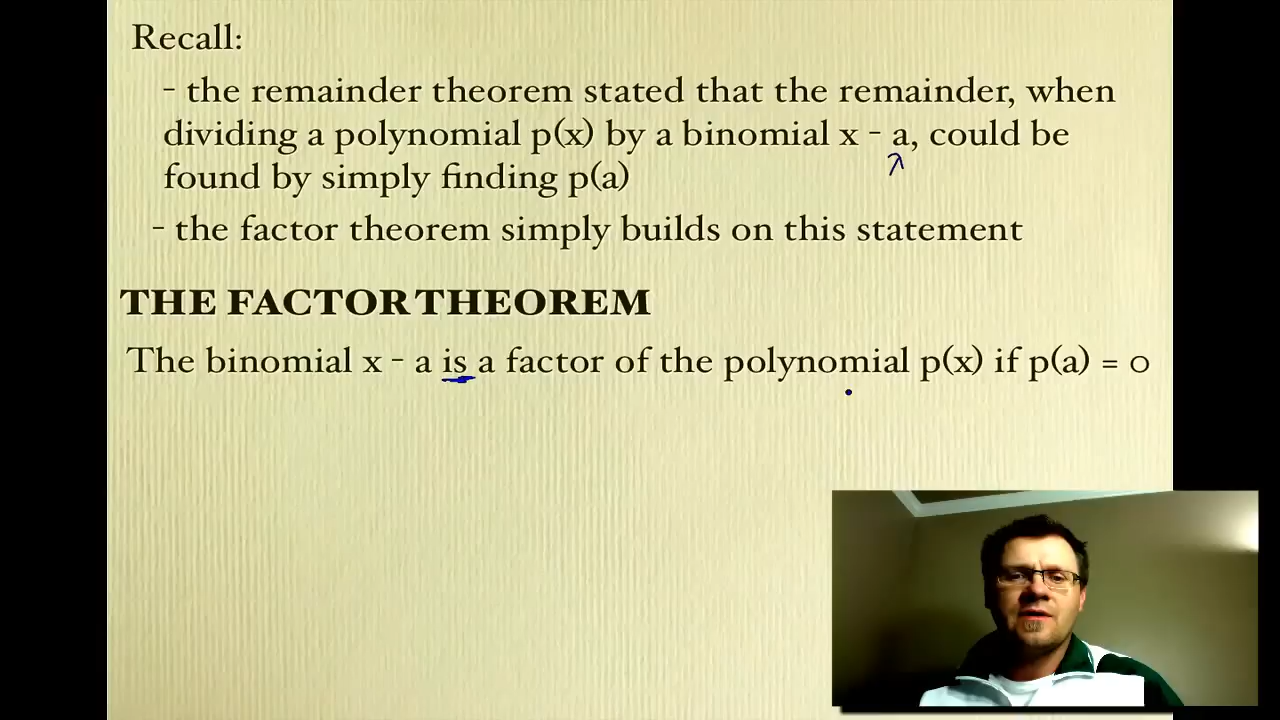 Recall:
- the remainder theorem stated that the remainder, when
dividing a polynomial p(x) by a binomial x - a, could be
found by simply finding p(a)
- the factor theorem simply builds on this statement
THE FACTOR THEOREM
The binomial x - a is a factor of the polynomial p(x) if p(a) = 0